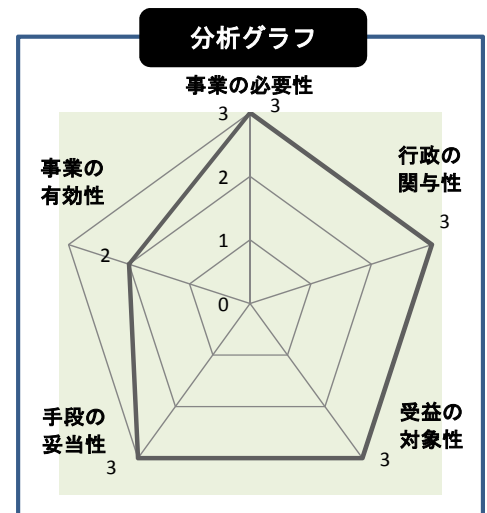 分析グラフ
事業の必要性
3
3
行政の
関与性
3
事業の
有効性
2
2
1
0
手段の
妥当性
3
受益の
対象性
3